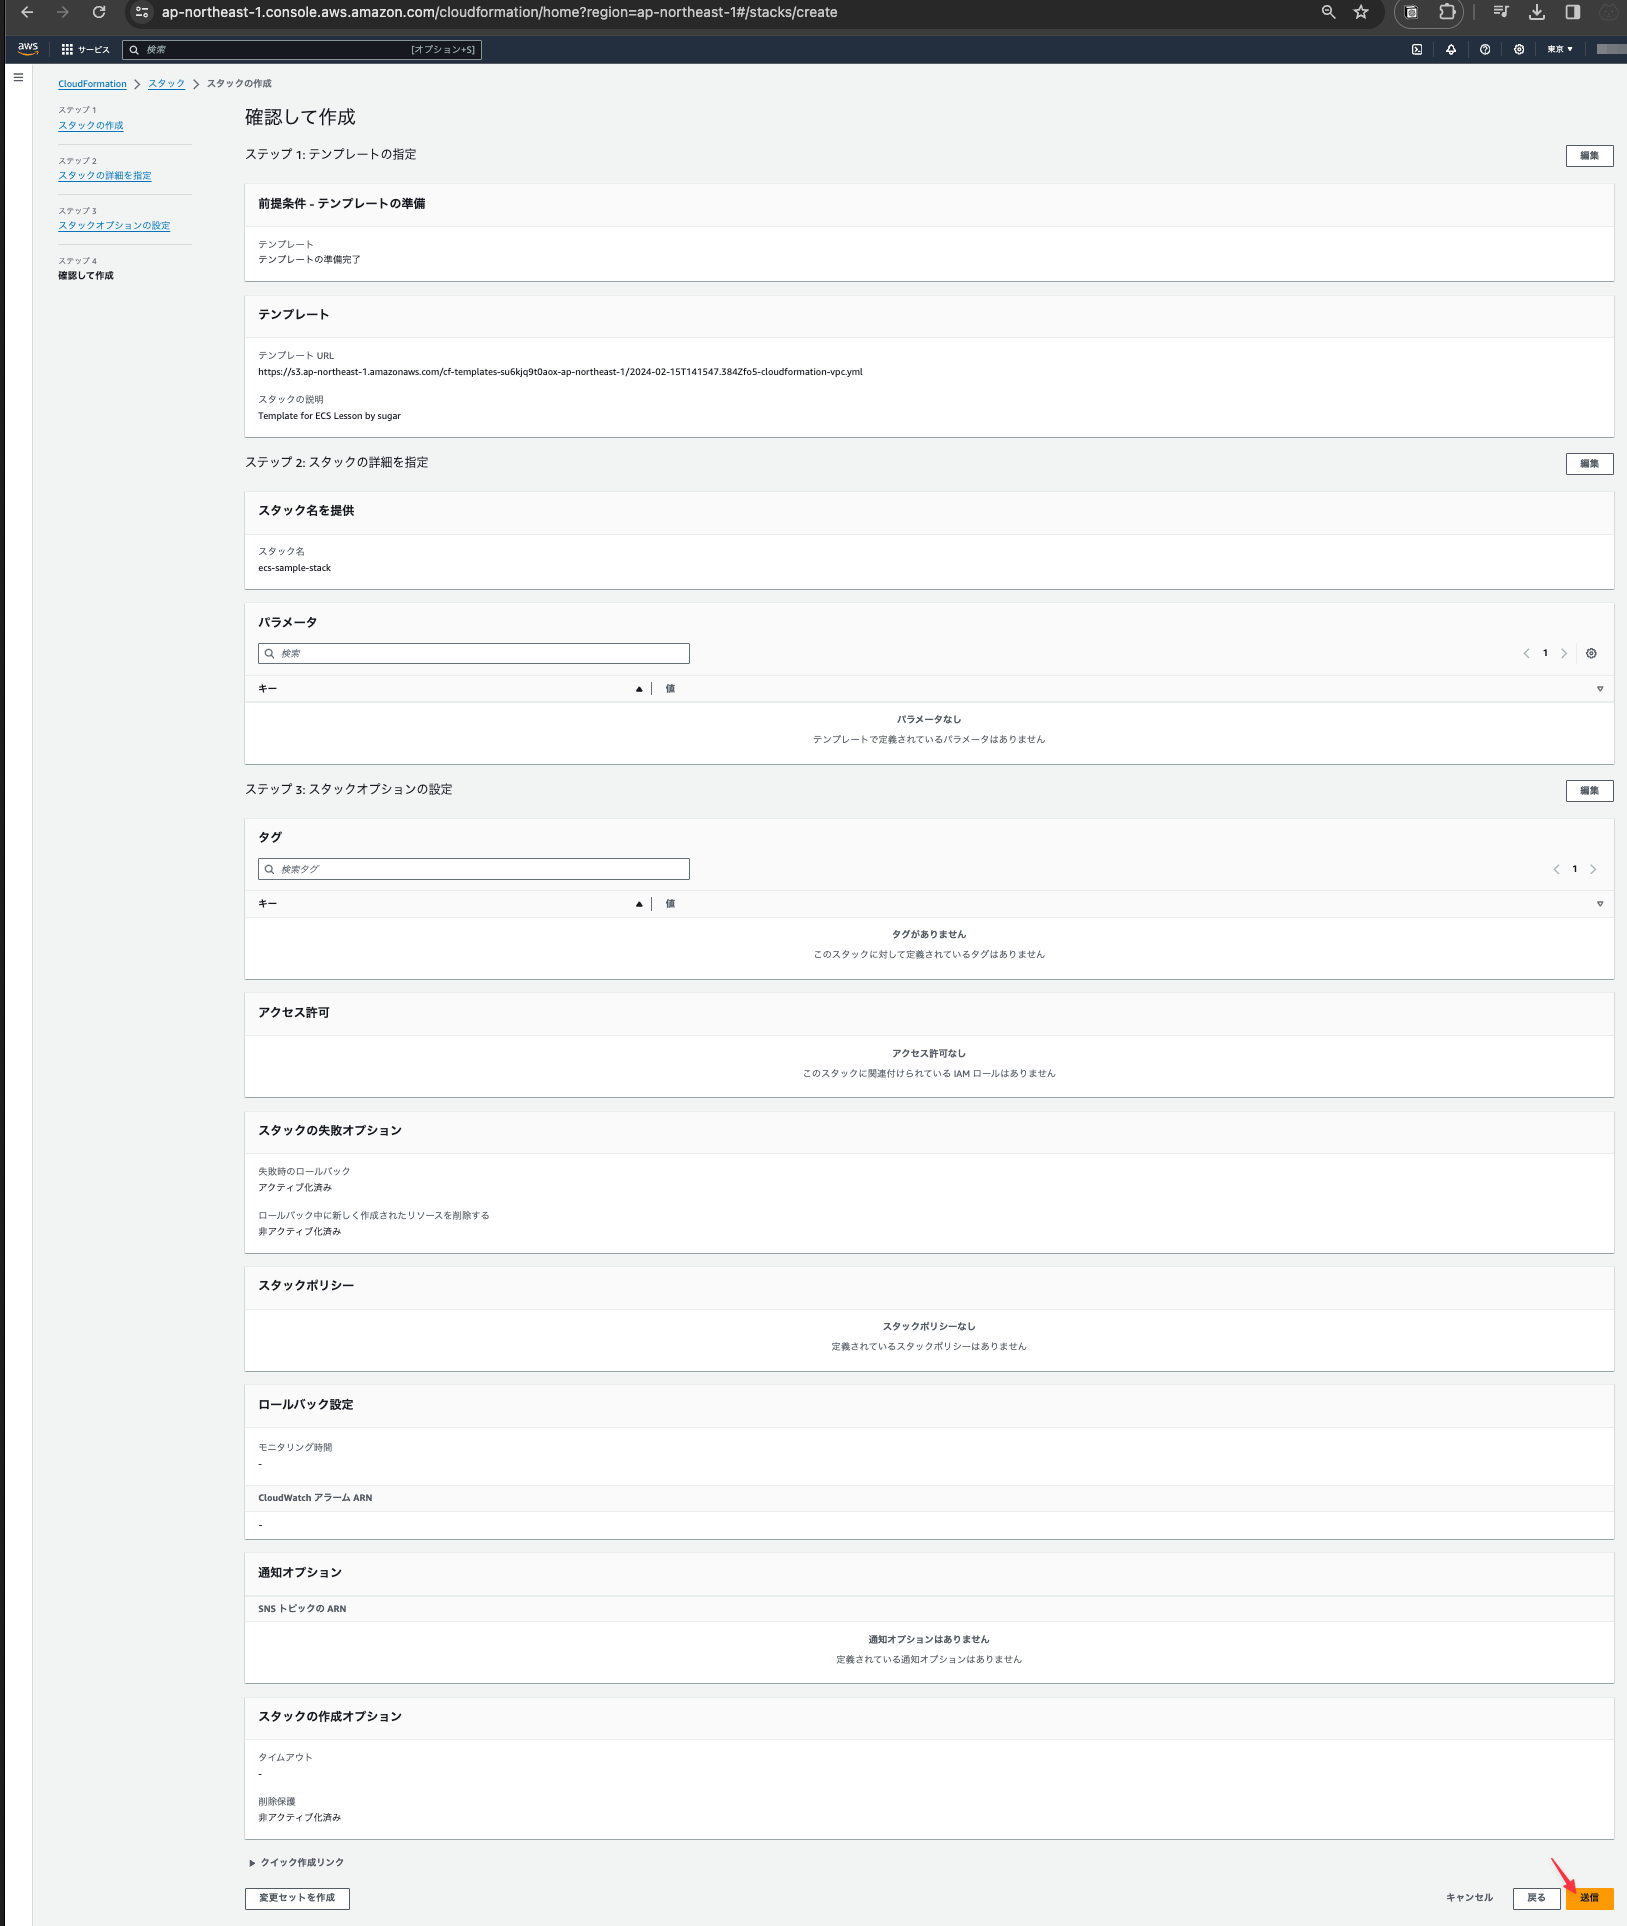 ap-northeast-1.console.aws.amazon.com/cloudformation/home?region=ap-northeast-1#/stacks/create
aws
サービス
検索
[オプション+S]
東京
CloudFormation
スタック
スタックの作成
ステップ 1
スタックの作成
ステップ 2
スタックの詳細を指定
ステップ 3
スタックオプションの設定
ステップ 4
確認して作成
確認して作成
ステップ 1: テンプレートの指定
編集
前提条件 - テンプレートの準備
テンプレート
テンプレートの準備完了
テンプレート
テンプレート URL
https://s3.ap-northeast-1.amazonaws.com/cf-templates-su6kjq9t0aox-ap-northeast-1/2024-02-15T141547.384Zfo5-cloudformation-vpc.yml
スタックの説明
Template for ECS Lesson by sugar
ステップ 2: スタックの詳細を指定
編集
スタック名を提供
スタック名
ecs-sample-stack
パラメータ
検索
1
キー
値
パラメータなし
テンプレートで定義されているパラメータはありません
ステップ 3: スタックオプションの設定
編集
タグ
検索タグ
1
キー
値
タグがありません
このスタックに対して定義されているタグはありません
アクセス許可
アクセス許可なし
このスタックに関連付けられている IAM ロールはありません
スタックの失敗オプション
失敗時のロールバック
アクティブ化済み
ロールバック中に新しく作成されたリソースを削除する
非アクティブ化済み
スタックポリシー
スタックポリシーなし
定義されているスタックポリシーはありません
ロールバック設定
モニタリング時間
-
CloudWatch アラーム ARN
-
通知オプション
SNS トピックの ARN
通知オプションはありません
定義されている通知オプションはありません
スタックの作成オプション
タイムアウト
-
削除保護
非アクティブ化済み
クイック作成リンク
変更セットを作成
キャンセル
戻る
送信